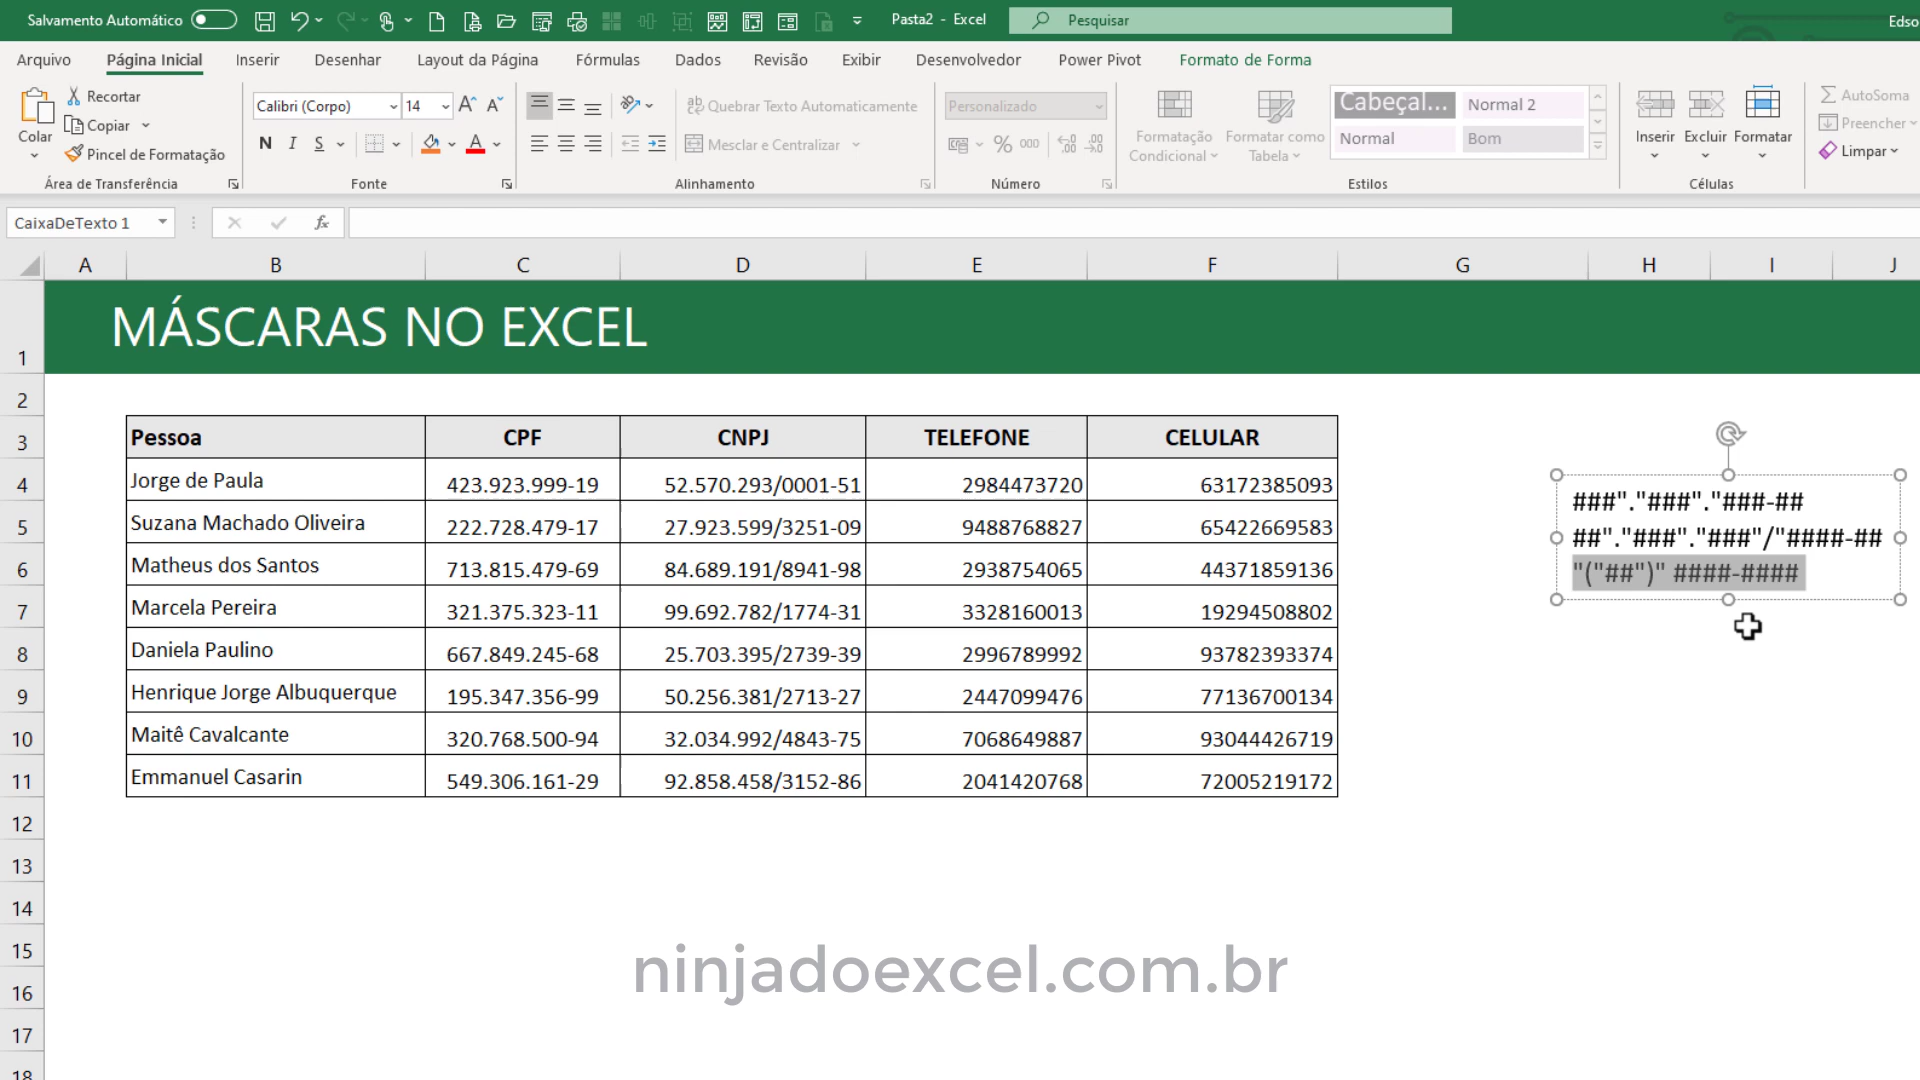 Salvamento Automático Pasta2 - Excel Pesquisar Edso
Arquivo Página Inicial Inserir Desenhar Layout da Página Fórmulas Dados Revisão Exibir Desenvolvedor Power Pivot Formato de Forma
Colar
Recortar
Copiar
Pincel de Formatação
Área de Transferência
Calibri (Corpo) 14
N I S
Fonte
Quebrar Texto Automaticamente
Mesclar e Centralizar
Alinhamento
Personalizado
% 000
Número
Formatação Condicional
Formatar como Tabela
Cabeçal... Normal 2
Normal Bom
Estilos
Inserir Excluir Formatar
Células
AutoSoma
Preencher
Limpar
CaixaDeTexto 1 fx
A B C D E F G H I J
1 MÁSCARAS NO EXCEL
2
3 Pessoa CPF CNPJ TELEFONE CELULAR
4 Jorge de Paula 423.923.999-19 52.570.293/0001-51 2984473720 63172385093
5 Suzana Machado Oliveira 222.728.479-17 27.923.599/3251-09 9488768827 65422669583
6 Matheus dos Santos 713.815.479-69 84.689.191/8941-98 2938754065 44371859136
7 Marcela Pereira 321.375.323-11 99.692.782/1774-31 3328160013 19294508802
8 Daniela Paulino 667.849.245-68 25.703.395/2739-39 2996789992 93782393374
9 Henrique Jorge Albuquerque 195.347.356-99 50.256.381/2713-27 2447099476 77136700134
10 Maitê Cavalcante 320.768.500-94 32.034.992/4843-75 7068649887 93044426719
11 Emmanuel Casarin 549.306.161-29 92.858.458/3152-86 2041420768 72005219172
###"."###"."###-##
##"."###"."###"/"####-##
"("##")" ####-####
12
13
14
15
16
17
18
ninjadoexcel.com.br